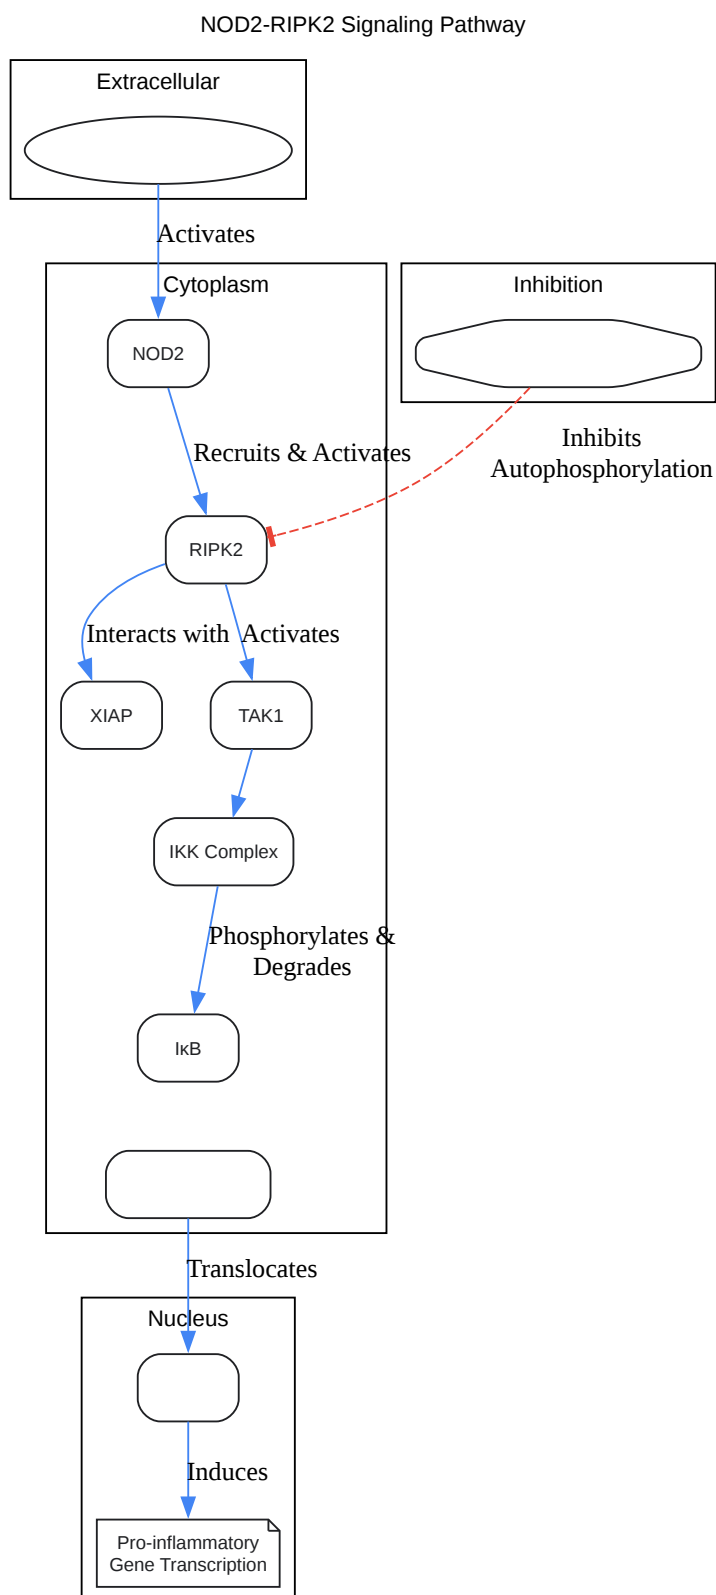 NOD2-RIPK2 Signaling Pathway
Extracellular
Activates
Cytoplasm
Inhibition
NOD2
Inhibits
Autophosphorylation
Recruits & Activates
RIPK2
Interacts with
Activates
XIAP
TAK1
IKK Complex
Phosphorylates &
Degrades
IκB
Translocates
Nucleus
Induces
Pro-inflammatory
Gene Transcription